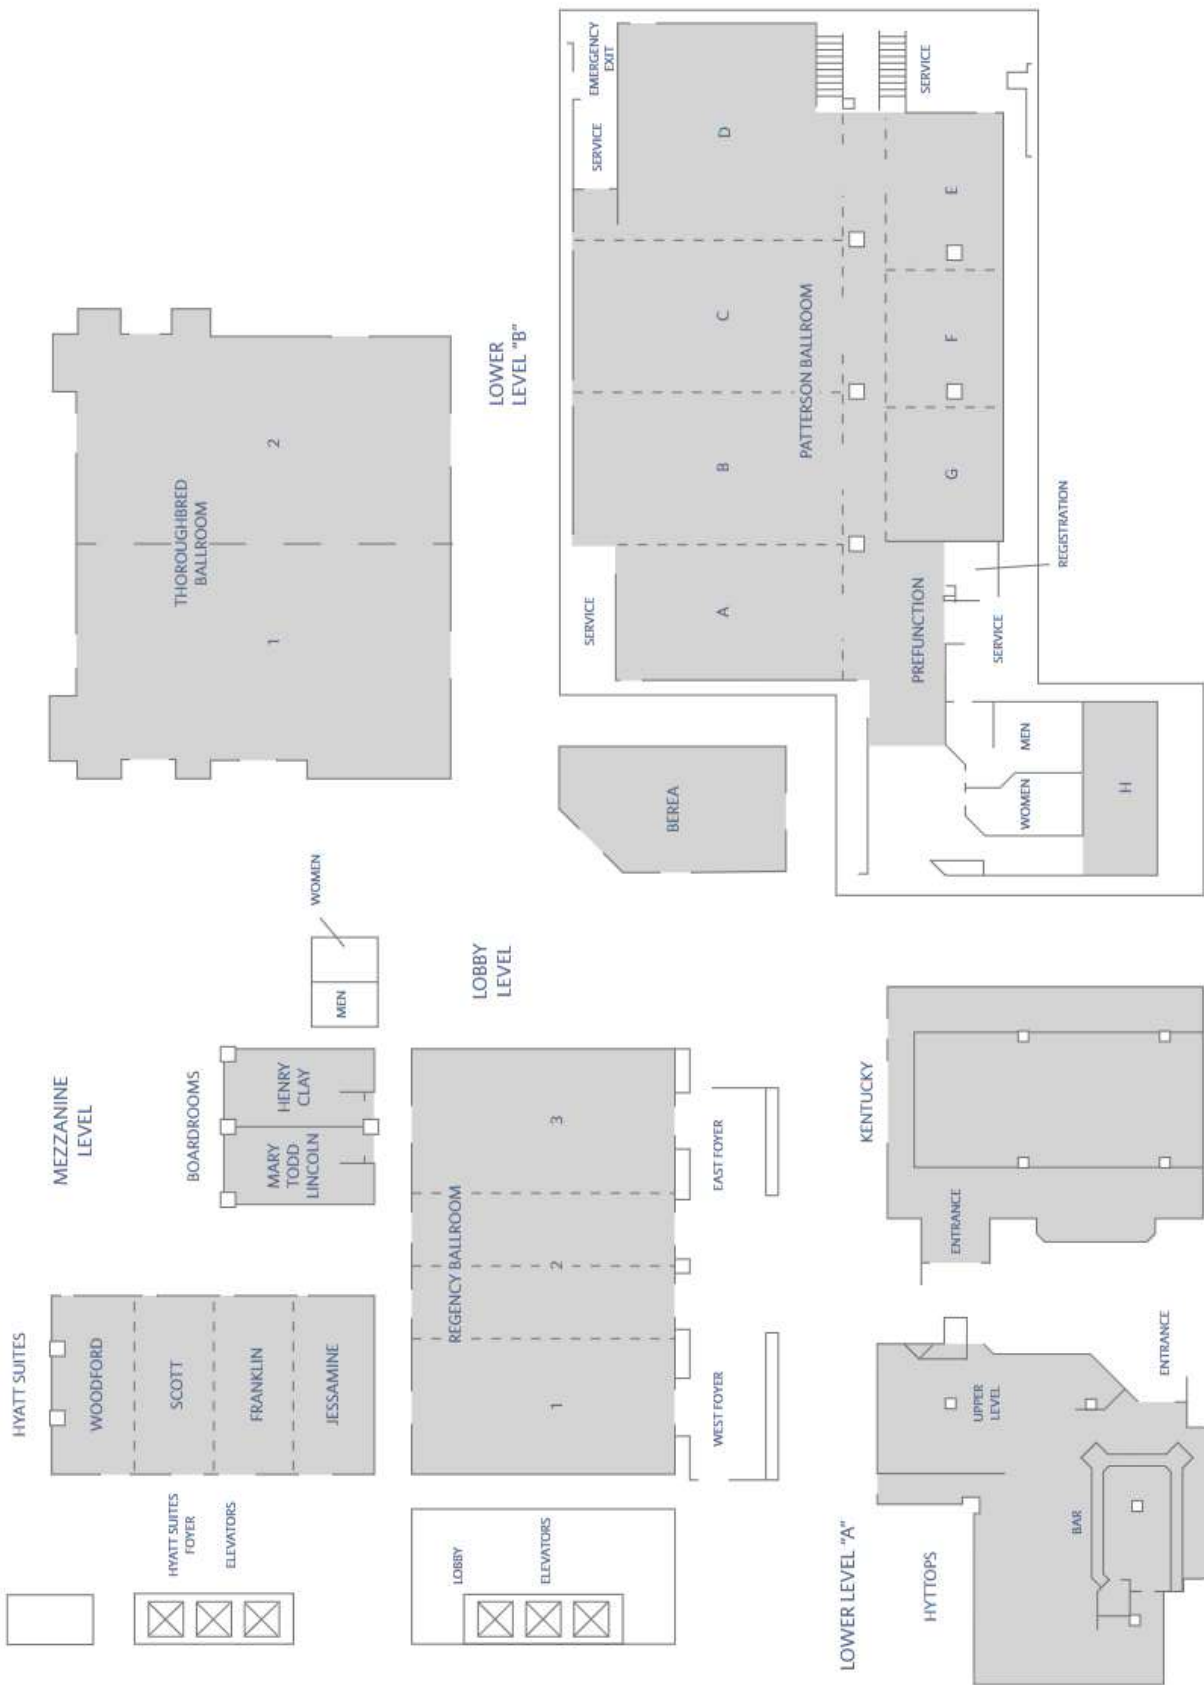 MEZZANINE
LEVEL
HYATT SUITES
WOODFORD
SCOTT
FRANKLIN
JESSAMINE
HYATT SUITES
FOYER
ELEVATORS
BOARDROOMS
MARY
TODD
LINCOLN
HENRY
CLAY
MEN
WOMEN
THOROUGHBRED
BALLROOM
1
2
LOBBY
LEVEL
LOBBY
ELEVATORS
REGENCY BALLROOM
1
2
3
WEST FOYER
EAST FOYER
LOWER
LEVEL "B"
BEREA
SERVICE
SERVICE
EMERGENCY
EXIT
A
B
C
D
PATTERSON BALLROOM
PREFUNCTION
G
F
E
SERVICE
SERVICE
REGISTRATION
WOMEN
MEN
H
LOWER LEVEL "A"
HYTTOPS
UPPER
LEVEL
BAR
ENTRANCE
KENTUCKY
ENTRANCE